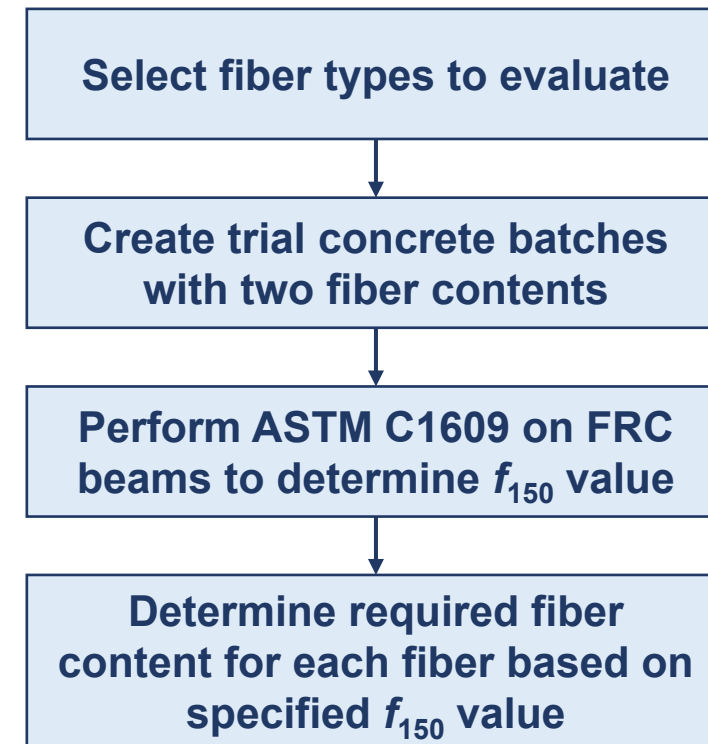 Select fiber types to evaluate
Create trial concrete batches
with two fiber contents
Perform ASTM C1609 on FRC
beams to determine f150 value
Determine required fiber
content for each fiber based on
specified f150 value